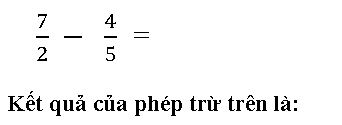 7/2 − 4/5 =
Kết quả của phép trừ trên là: